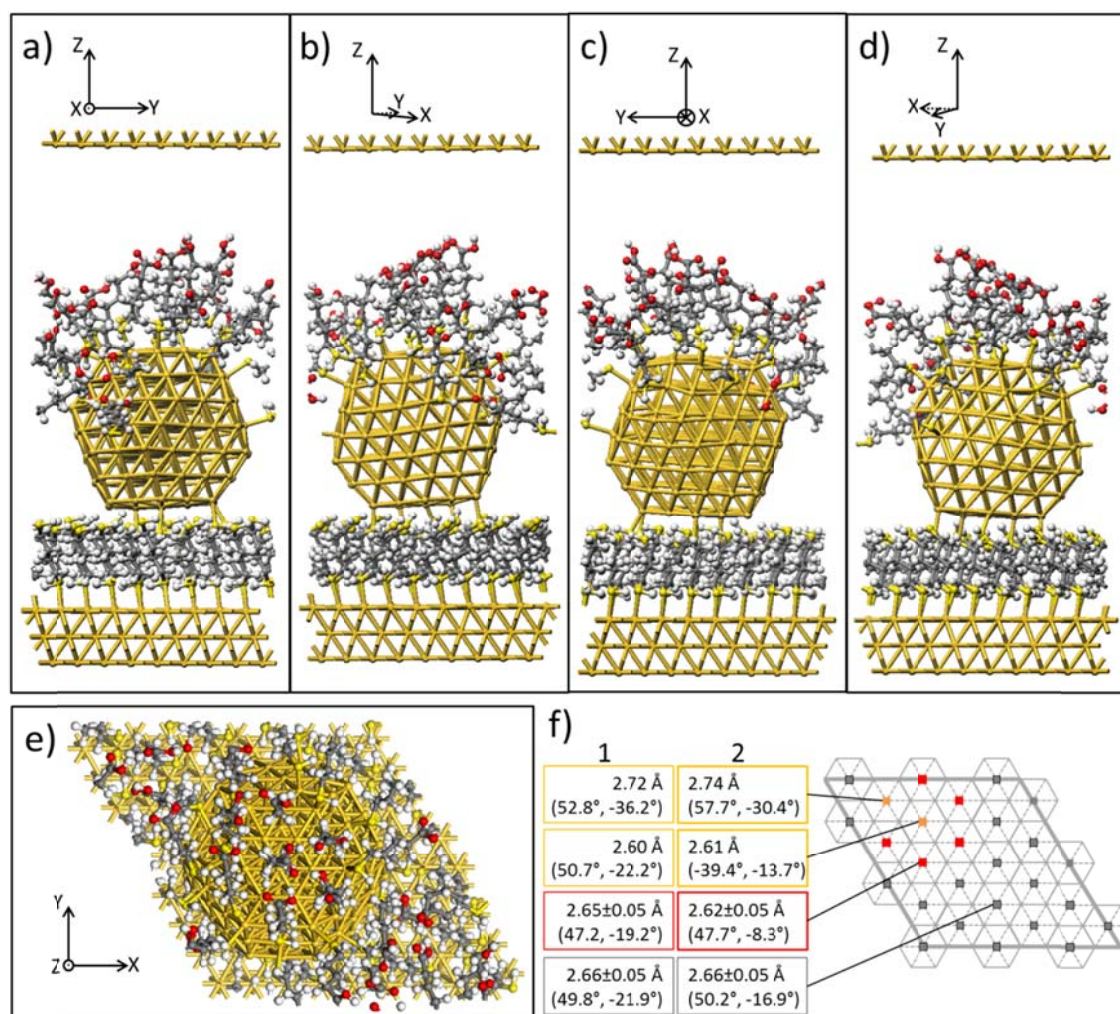 a)
Z
X
Y
b)
Z
Y
X
c)
Z
Y
X
d)
Z
X
Y
e)
Y
Z
X
f)
1
2
2.72 Å
(52.8°, -36.2°)
2.74 Å
(57.7°, -30.4°)
2.60 Å
(50.7°, -22.2°)
2.61 Å
(-39.4°, -13.7°)
2.65±0.05 Å
(47.2, -19.2°)
2.62±0.05 Å
(47.7°, -8.3°)
2.66±0.05 Å
(49.8°, -21.9°)
2.66±0.05 Å
(50.2°, -16.9°)